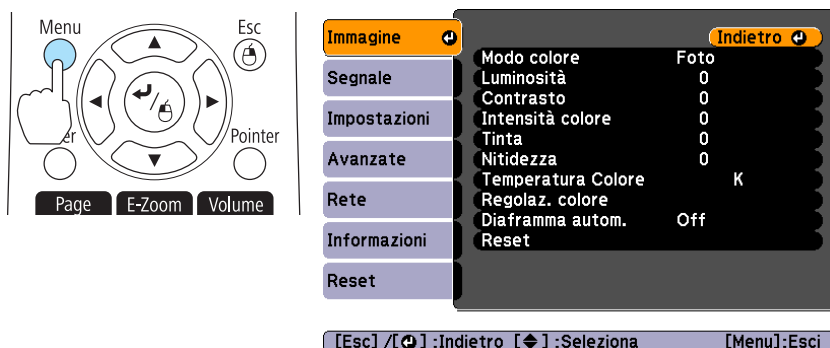 Menu
Esc
er
Pointer
Page
E-Zoom
Volume
Immagine
Segnale
Impostazioni
Avanzate
Rete
Informazioni
Reset
Indietro
Modo colore Foto
Luminosità 0
Contrasto 0
Intensità colore 0
Tinta 0
Nitidezza 0
Temperatura Colore K
Regolaz. colore
Diaframma autom. Off
Reset
[Esc] /[⏎] :Indietro [◆] :Seleziona [Menu]:Esci